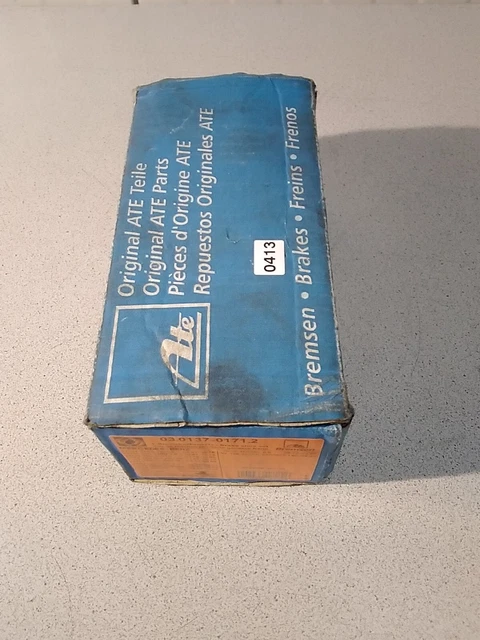 Original ATE Teile
Original ATE Parts
Pièces d'Origine ATE
Repuestos Originales ATE
Ate
0413
Bremsen • Brakes • Freins • Frenos
03.0137-0171.2